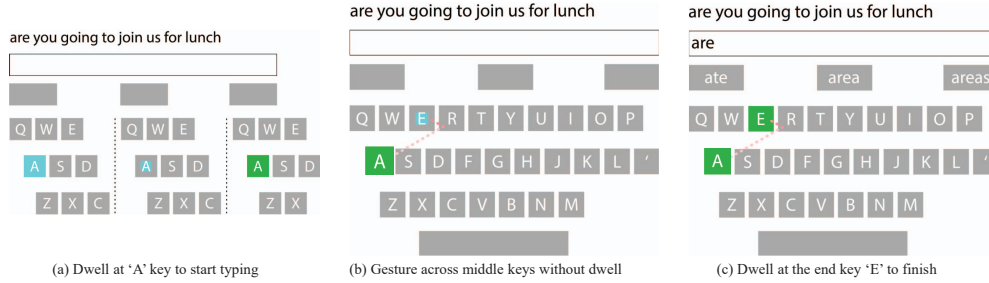 are you going to join us for lunch
Q W E
A S D
Z X C
Q W E
A S D
Z X C
Q W E
A S D
Z X
(a) Dwell at ‘A’ key to start typing
are you going to join us for lunch
Q W E R T Y U I O P
A S D F G H J K L ‘
Z X C V B N M
(b) Gesture across middle keys without dwell
are you going to join us for lunch
are
ate area areas
Q W E R T Y U I O P
A S D F G H J K L ‘
Z X C V B N M
(c) Dwell at the end key ‘E’ to finish